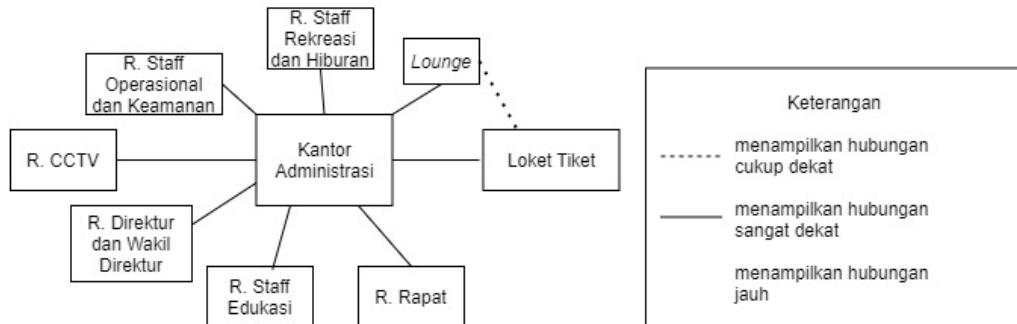 R. Staff
Rekreasi
dan Hiburan
Lounge
R. Staff
Operasional
dan Keamanan
R. CCTV
Kantor
Administrasi
Loket Tiket
R. Direktur
dan Wakil
Direktur
R. Staff
Edukasi
R. Rapat
Keterangan
menampilkan hubungan
cukup dekat
menampilkan hubungan
sangat dekat
menampilkan hubungan
jauh